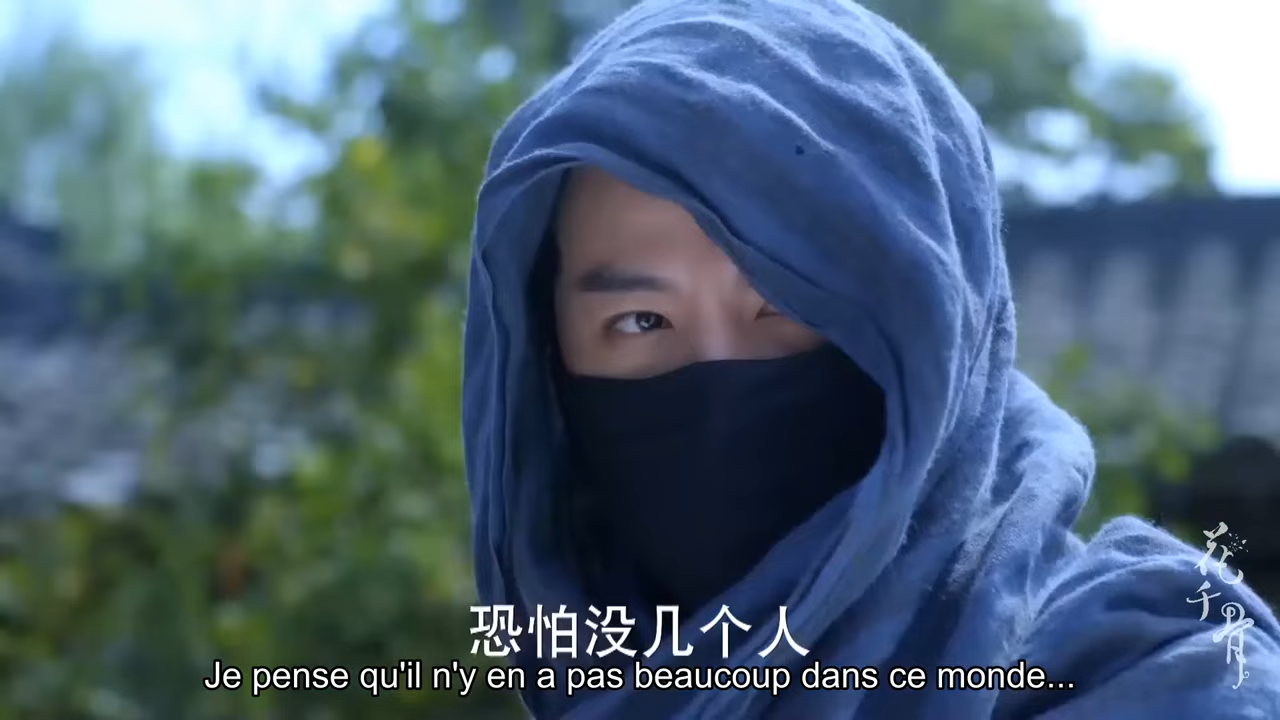 恐怕没几个人
Je pense qu'il n'y en a pas beaucoup dans ce monde...
花千骨